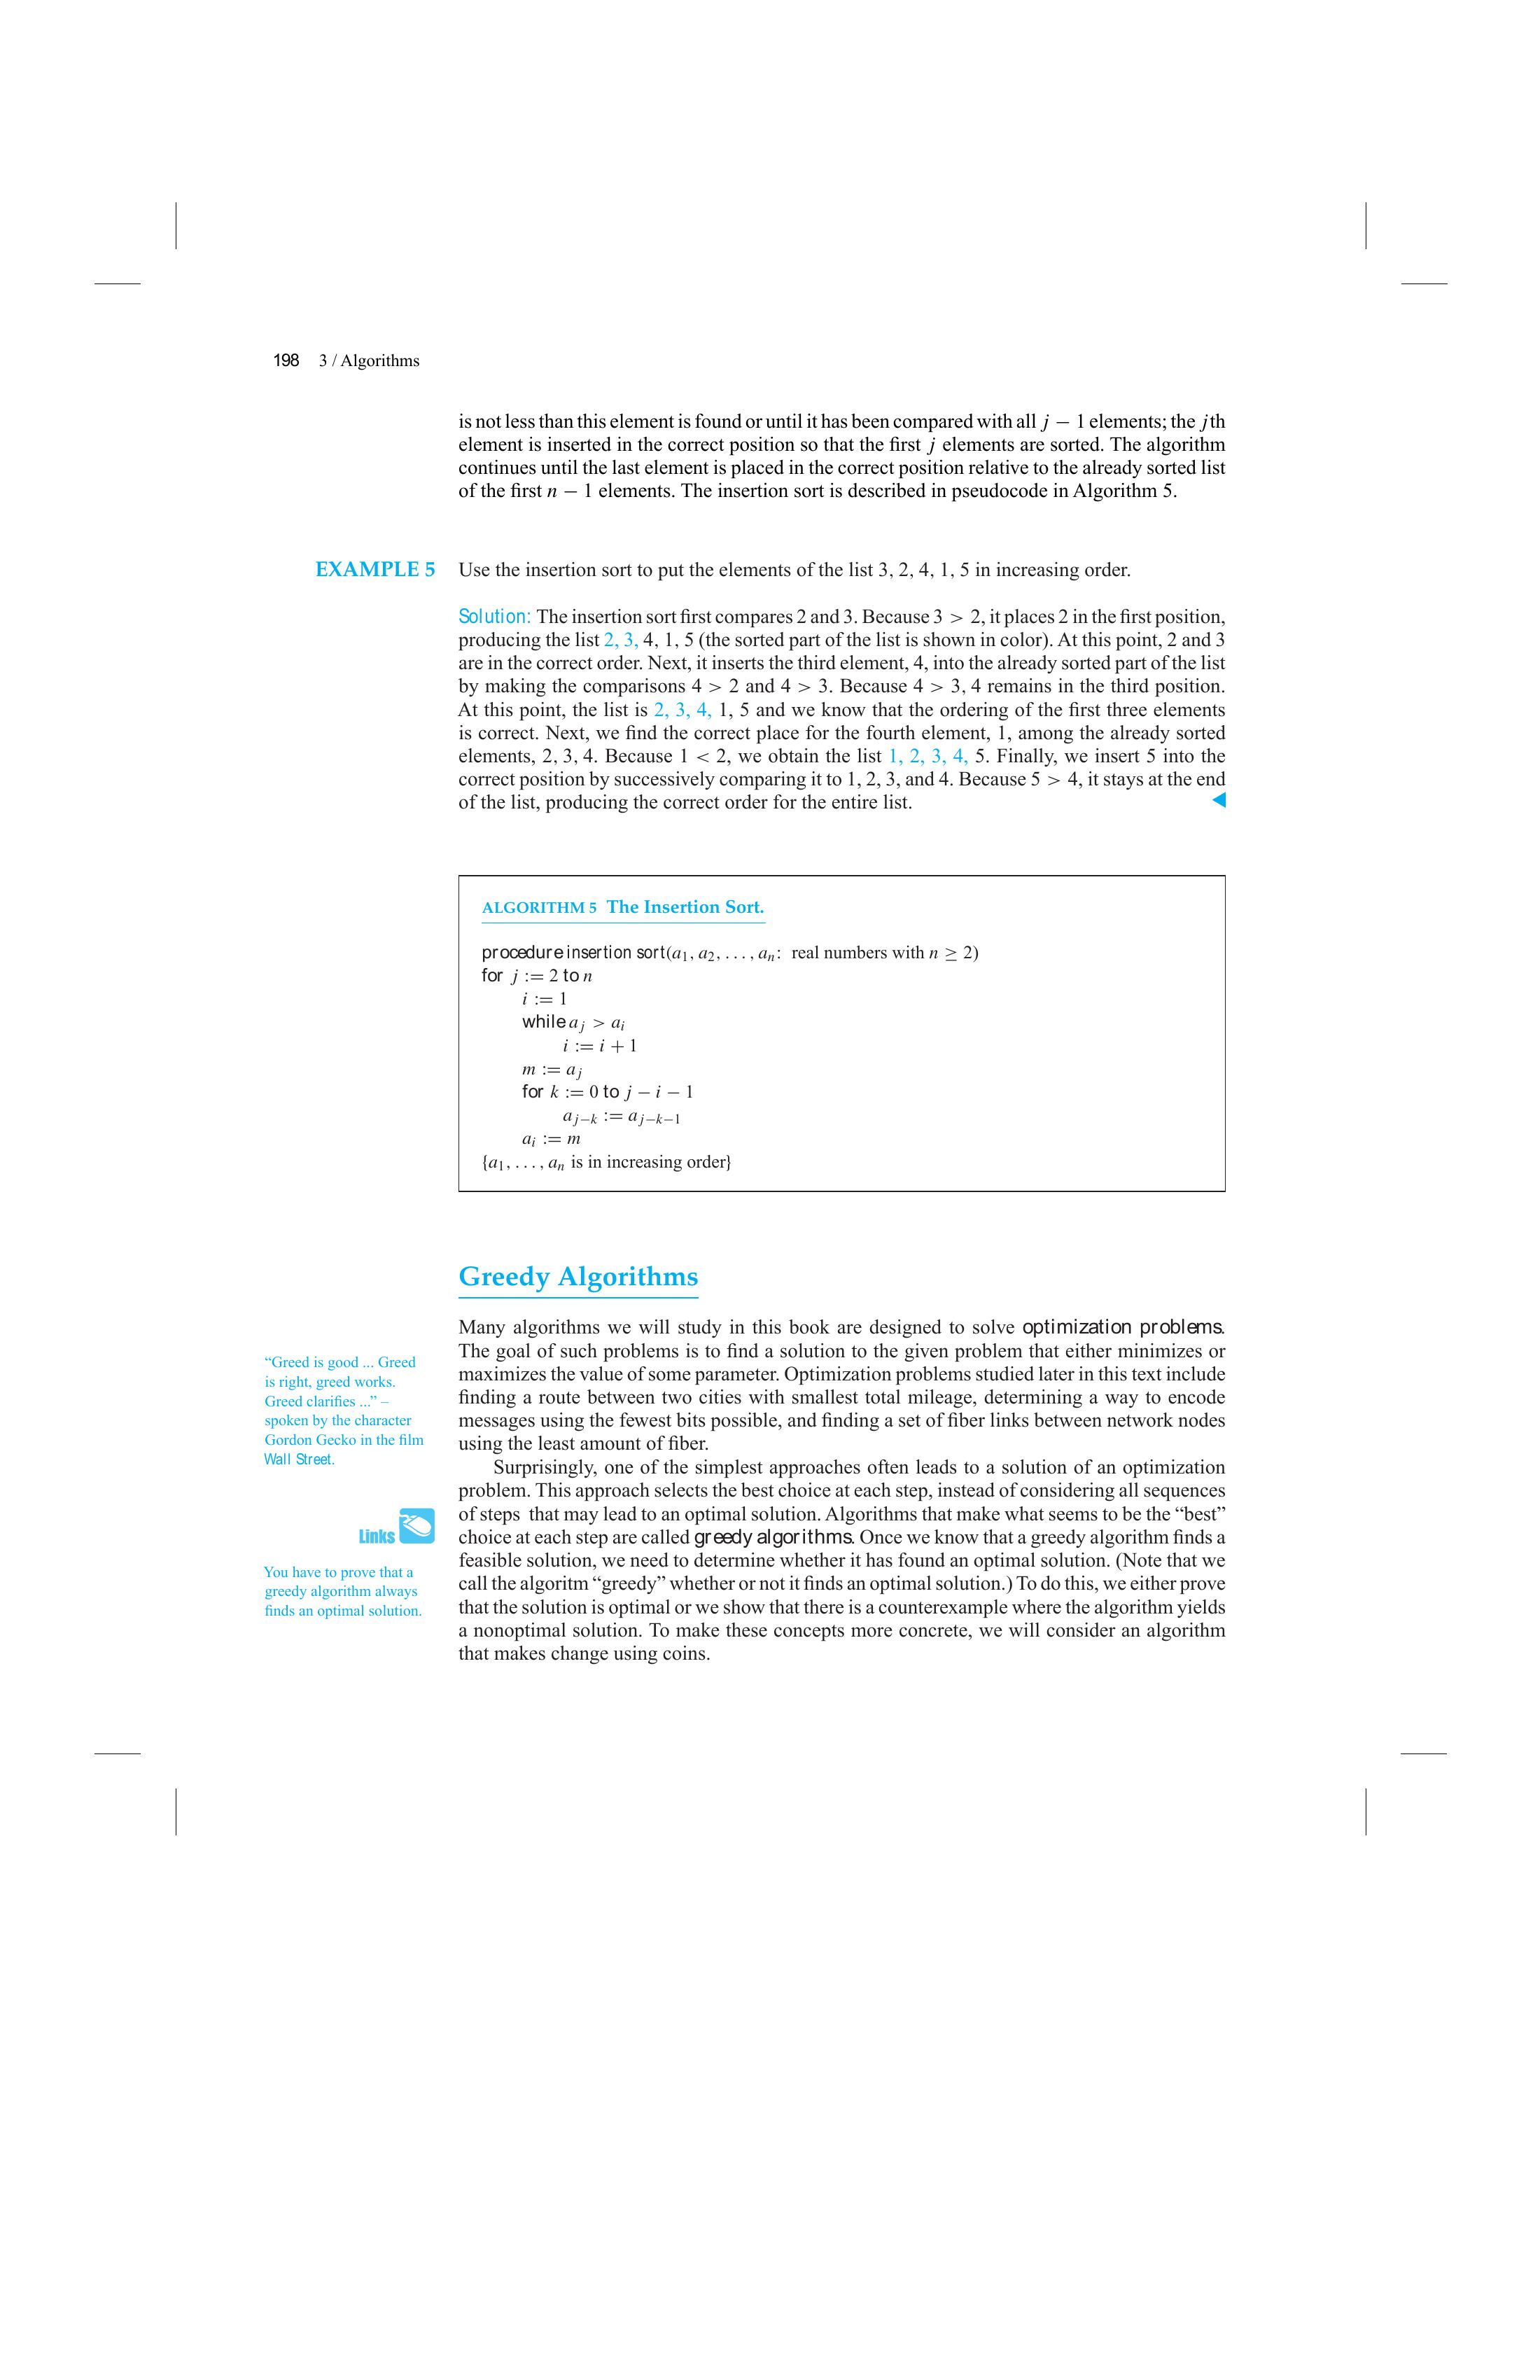 198 3 / Algorithms
is not less than this element is found or until it has been compared with all j − 1 elements; the jth
element is inserted in the correct position so that the first j elements are sorted. The algorithm
continues until the last element is placed in the correct position relative to the already sorted list
of the first n − 1 elements. The insertion sort is described in pseudocode in Algorithm 5.
EXAMPLE 5 Use the insertion sort to put the elements of the list 3, 2, 4, 1, 5 in increasing order.
Solution: The insertion sort first compares 2 and 3. Because 3 > 2, it places 2 in the first position,
producing the list 2, 3, 4, 1, 5 (the sorted part of the list is shown in color). At this point, 2 and 3
are in the correct order. Next, it inserts the third element, 4, into the already sorted part of the list
by making the comparisons 4 > 2 and 4 > 3. Because 4 > 3, 4 remains in the third position.
At this point, the list is 2, 3, 4, 1, 5 and we know that the ordering of the first three elements
is correct. Next, we find the correct place for the fourth element, 1, among the already sorted
elements, 2, 3, 4. Because 1 < 2, we obtain the list 1, 2, 3, 4, 5. Finally, we insert 5 into the
correct position by successively comparing it to 1, 2, 3, and 4. Because 5 > 4, it stays at the end
of the list, producing the correct order for the entire list.
ALGORITHM 5 The Insertion Sort.
procedure insertion sort(a₁, a₂, . . . , aₙ: real numbers with n ≥ 2)
for j := 2 to n
i := 1
while aⱼ > aᵢ
i := i + 1
m := aⱼ
for k := 0 to j − i − 1
aⱼ₋ₖ := aⱼ₋ₖ₋₁
aᵢ := m
{a₁, . . . , aₙ is in increasing order}
Greedy Algorithms
Many algorithms we will study in this book are designed to solve optimization problems.
The goal of such problems is to find a solution to the given problem that either minimizes or
maximizes the value of some parameter. Optimization problems studied later in this text include
finding a route between two cities with smallest total mileage, determining a way to encode
messages using the fewest bits possible, and finding a set of fiber links between network nodes
using the least amount of fiber.
“Greed is good ... Greed
is right, greed works.
Greed clarifies ...” –
spoken by the character
Gordon Gecko in the film
Wall Street.
Surprisingly, one of the simplest approaches often leads to a solution of an optimization
problem. This approach selects the best choice at each step, instead of considering all sequences
of steps that may lead to an optimal solution. Algorithms that make what seems to be the “best”
choice at each step are called greedy algorithms. Once we know that a greedy algorithm finds a
feasible solution, we need to determine whether it has found an optimal solution. (Note that we
call the algoritm “greedy” whether or not it finds an optimal solution.) To do this, we either prove
that the solution is optimal or we show that there is a counterexample where the algorithm yields
a nonoptimal solution. To make these concepts more concrete, we will consider an algorithm
that makes change using coins.
Links
You have to prove that a
greedy algorithm always
finds an optimal solution.